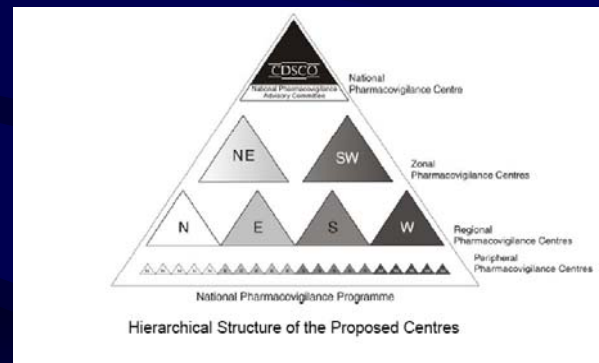 CDSCO
National Pharmacovigilance
Advisory Committee
National
Pharmacovigilance Centre
NE
SW
Zonal
Pharmacovigilance Centres
N
E
S
W
Regional
Pharmacovigilance Centres
Peripheral
Pharmacovigilance Centres
National Pharmacovigilance Programme
Hierarchical Structure of the Proposed Centres